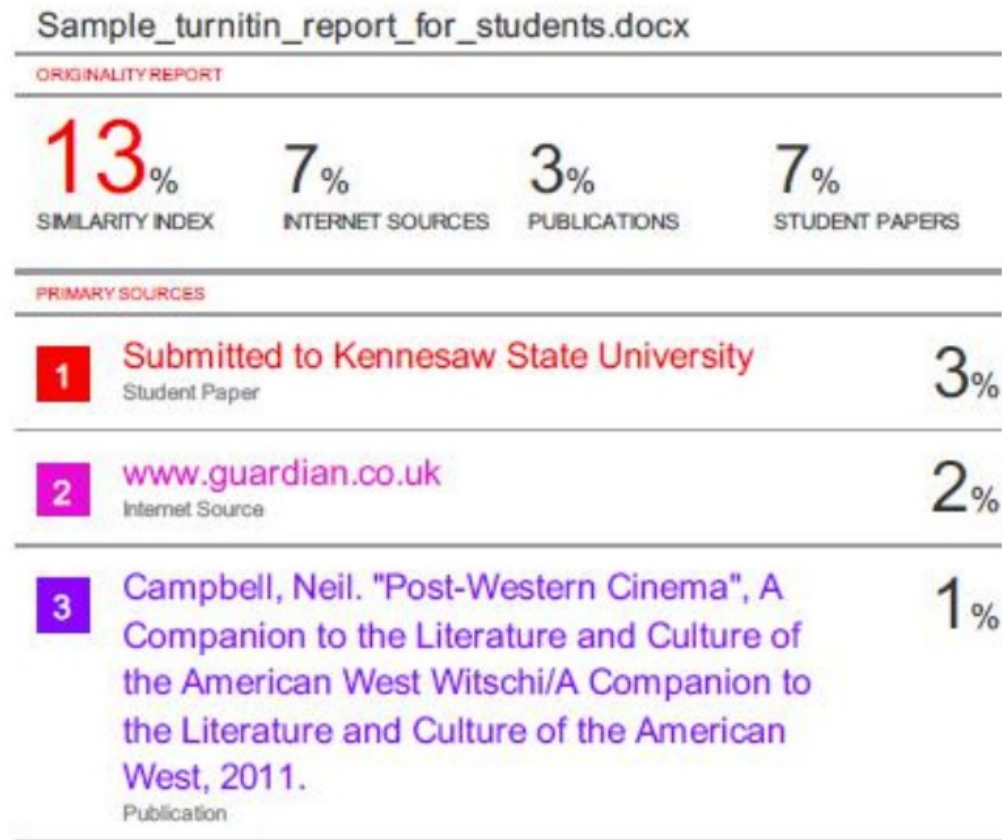 Sample_turnitin_report_for_students.docx
ORIGINALITY REPORT
13% 7% 3% 7%
SIMILARITY INDEX INTERNET SOURCES PUBLICATIONS STUDENT PAPERS
PRIMARY SOURCES
1 Submitted to Kennesaw State University 3%
Student Paper
2 www.guardian.co.uk 2%
Internet Source
3 Campbell, Neil. "Post-Western Cinema", A 1%
Companion to the Literature and Culture of
the American West Witschi/A Companion to
the Literature and Culture of the American
West, 2011.
Publication